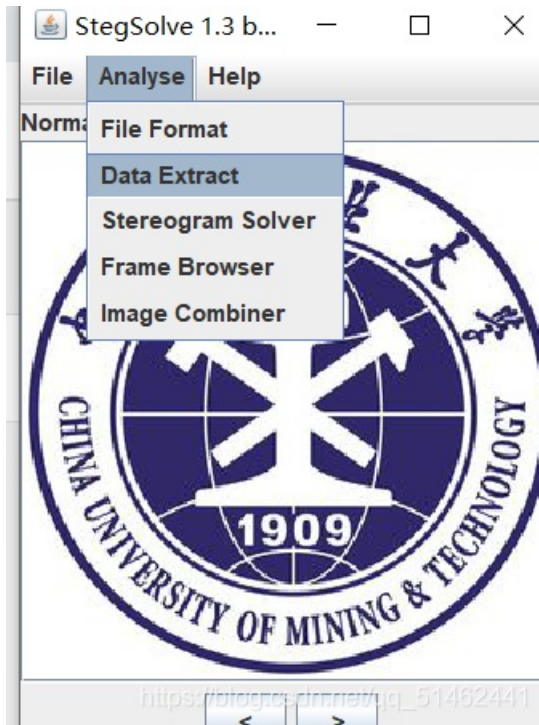 StegSolve 1.3 b...
File Analyse Help
Norma
File Format
Data Extract
Stereogram Solver
Frame Browser
Image Combiner
大
CHINA UNIVERSITY OF MINING & TECHNOLOGY
1909
https://blog.csdn.net/qq_51462441
< >